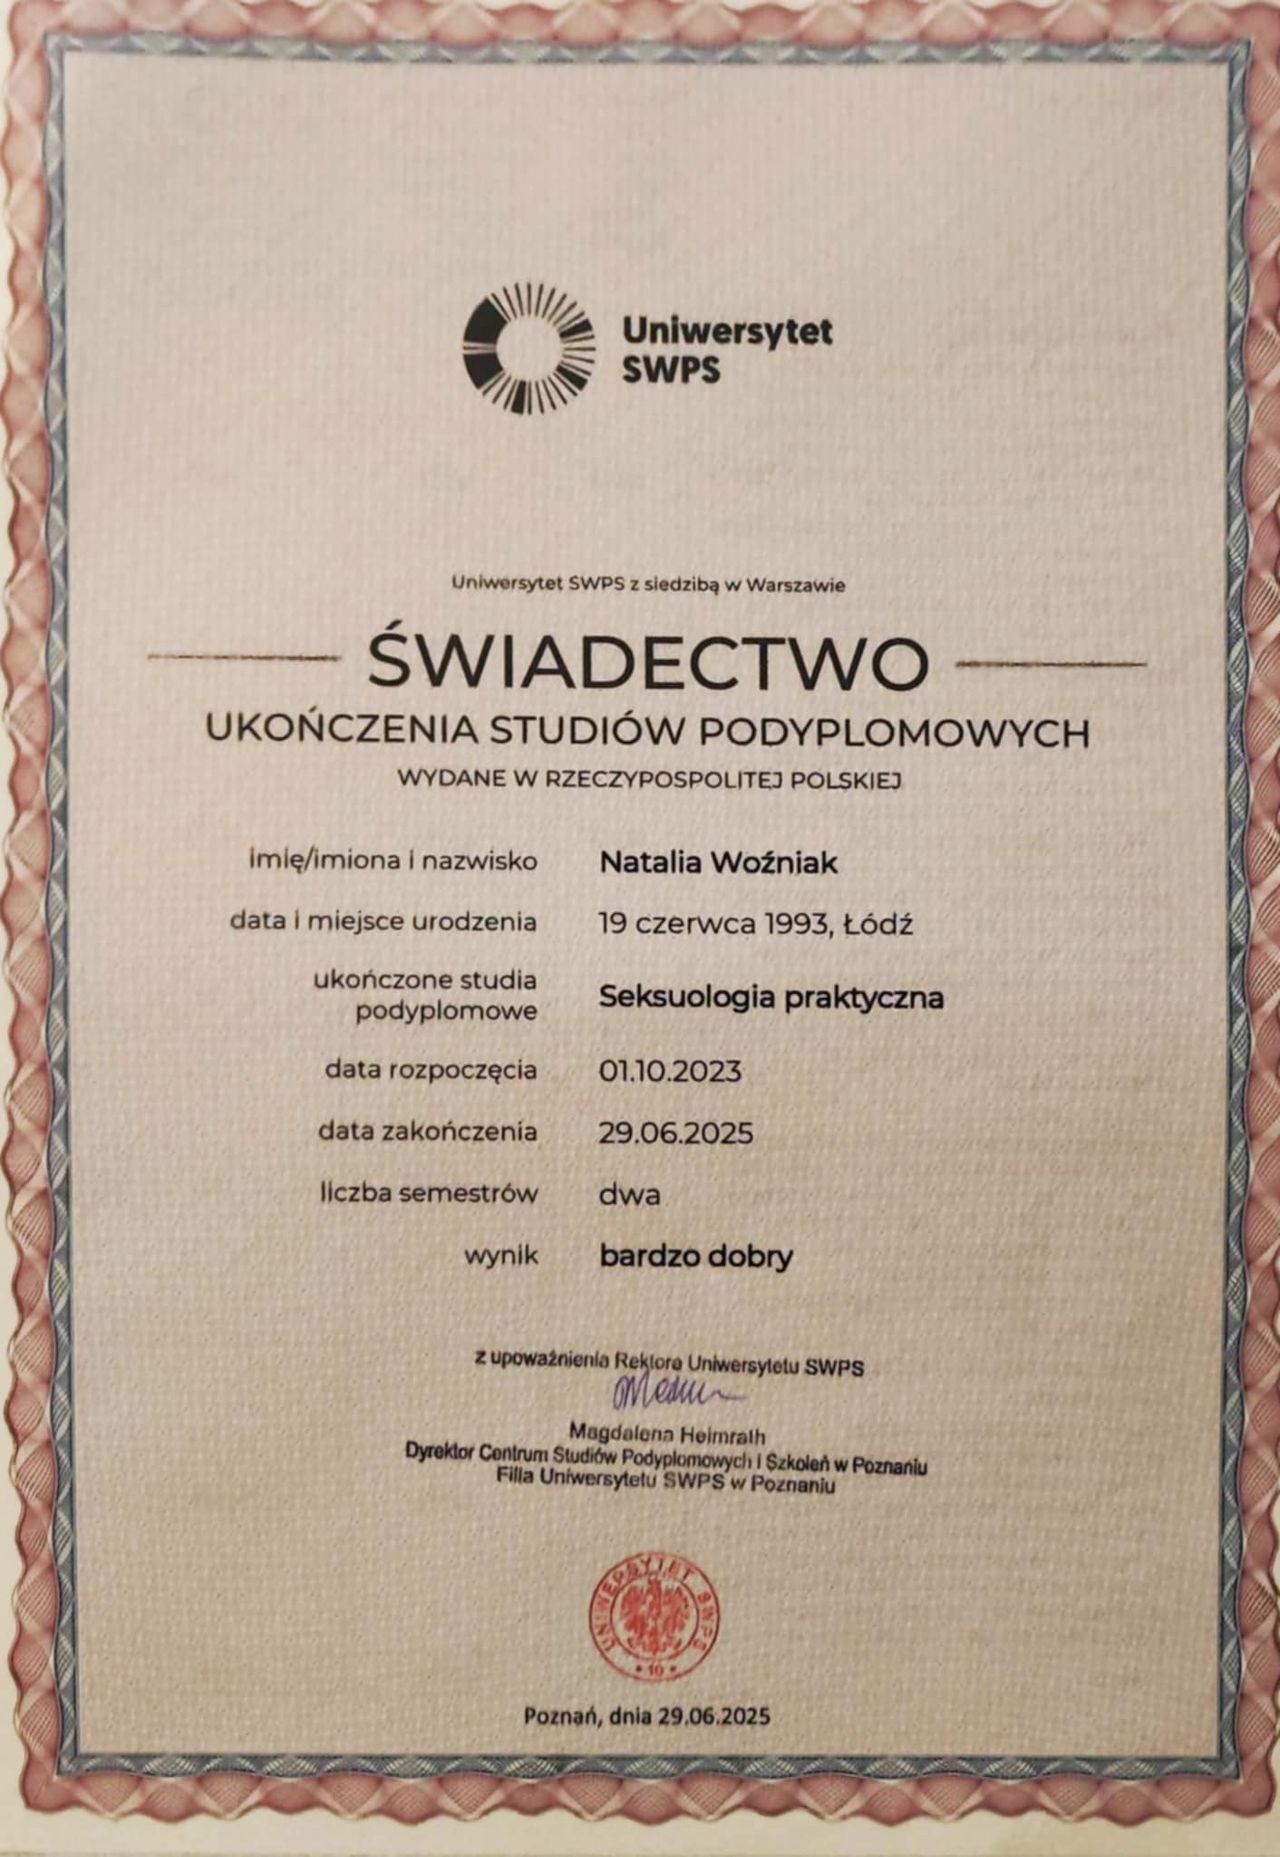 Uniwersytet
SWPS
Uniwersytet SWPS z siedzibą w Warszawie
ŚWIADECTWO
UKOŃCZENIA STUDIÓW PODYPLOMOWYCH
WYDANE W RZECZYPOSPOLITEJ POLSKIEJ
imię/imiona i nazwisko Natalia Woźniak
data i miejsce urodzenia 19 czerwca 1993, Łódź
ukończone studia
podyplomowe Seksuologia praktyczna
data rozpoczęcia 01.10.2023
data zakończenia 29.06.2025
liczba semestrów dwa
wynik bardzo dobry
z upoważnienia Rektora Uniwersytetu SWPS
Magdalena Heimrath
Dyrektor Centrum Studiów Podyplomowych i Szkoleń w Poznaniu
Filia Uniwersytetu SWPS w Poznaniu
UNIWERSYTET SWPS
* 10 *
Poznań, dnia 29.06.2025